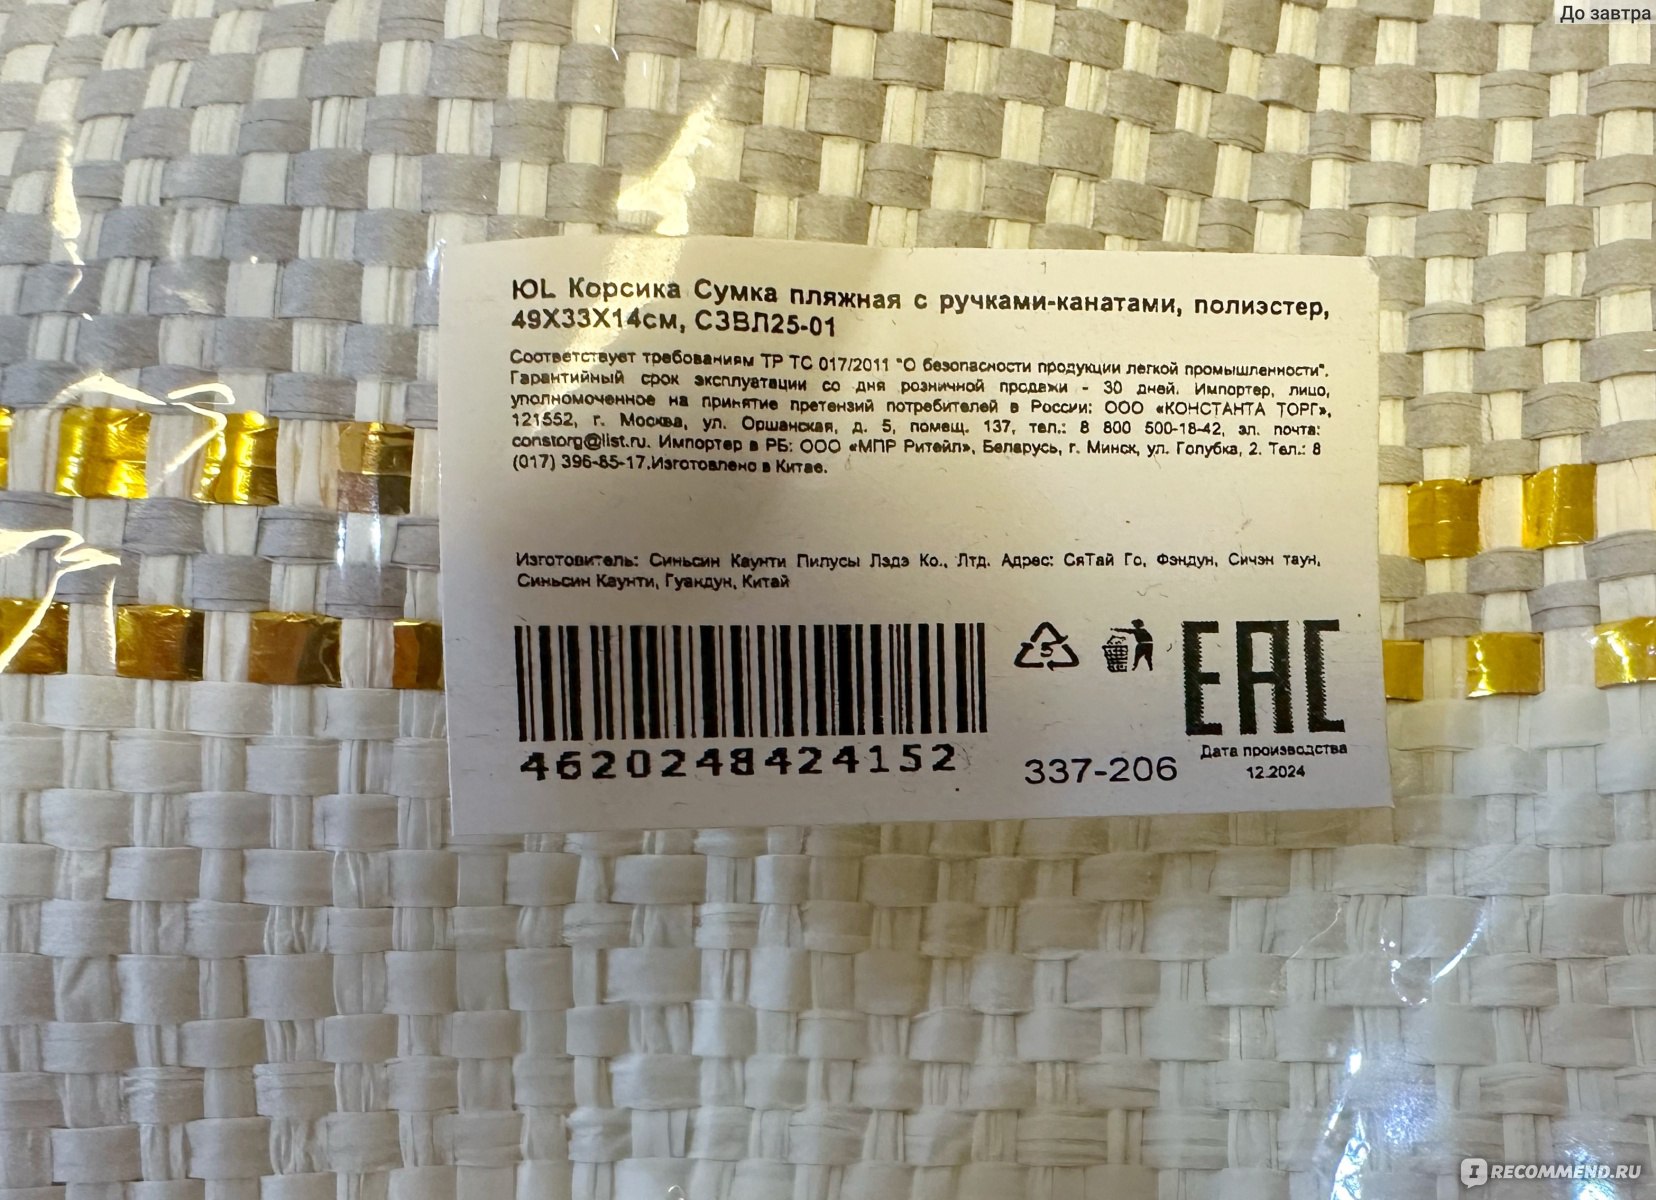 До завтра
ЮL Корсика Сумка пляжная с ручками-канатами, полиэстер,
49Х33Х14см, СЗВЛ25-01
Соответствует требованиям ТР ТС 017/2011 "О безопасности продукции легкой промышленности".
Гарантийный срок эксплуатации со дня розничной продажи - 30 дней. Импортер, лицо,
уполномоченное на принятие претензий потребителей в России: ООО «КОНСТАНТА ТОРГ»,
121552, г. Москва, ул. Оршанская, д. 5, помещ. 137, тел.: 8 800 500-18-42, эл. почта:
constorg@list.ru. Импортер в РБ: ООО «МПР Ритейл», Беларусь, г. Минск, ул. Голубка, 2. Тел.: 8
(017) 396-85-17.Изготовлено в Китае.
Изготовитель: Синьсин Каунти Пилусы Лэдэ Ко., Лтд. Адрес: СяТай Го, Фэндун, Сичэн таун,
Синьсин Каунти, Гуандун, Китай
5
EAC
4620248424152
337-206
Дата производства
12.2024
IRECOMMEND.RU